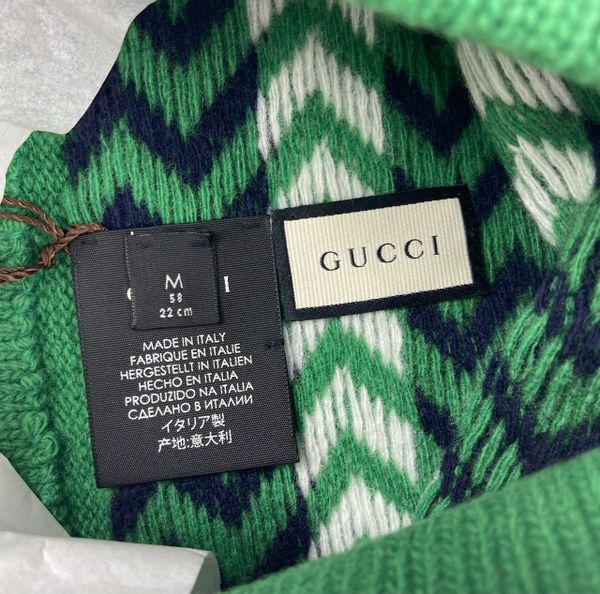 M
58
22 cm
GUCCI
MADE IN ITALY
FABRIQUE EN ITALIE
HERGESTELLT IN ITALIEN
HECHO EN ITALIA
PRODUZIDO NA ITALIA
СДЕЛАНО В ИТАЛИИ
イタリア製
产地:意大利